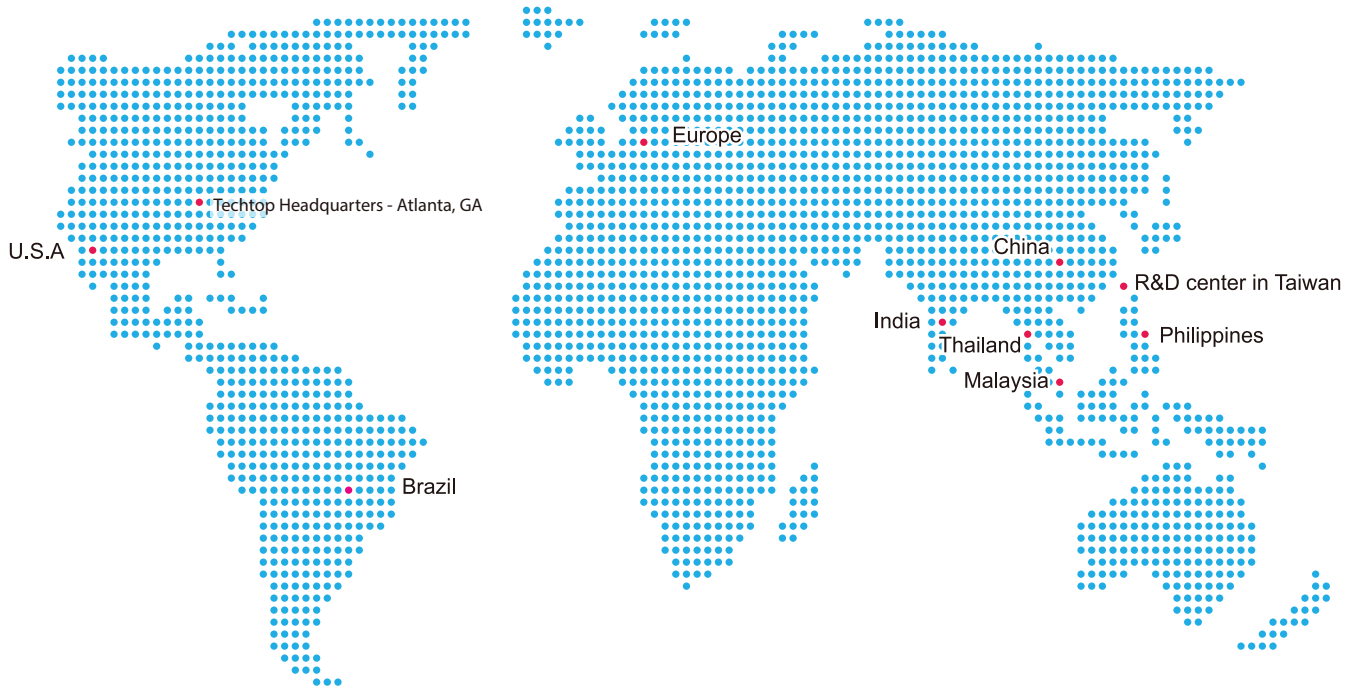 Europe
Techtop Headquarters - Atlanta, GA
U.S.A
China
R&D center in Taiwan
India
Thailand
Philippines
Malaysia
Brazil